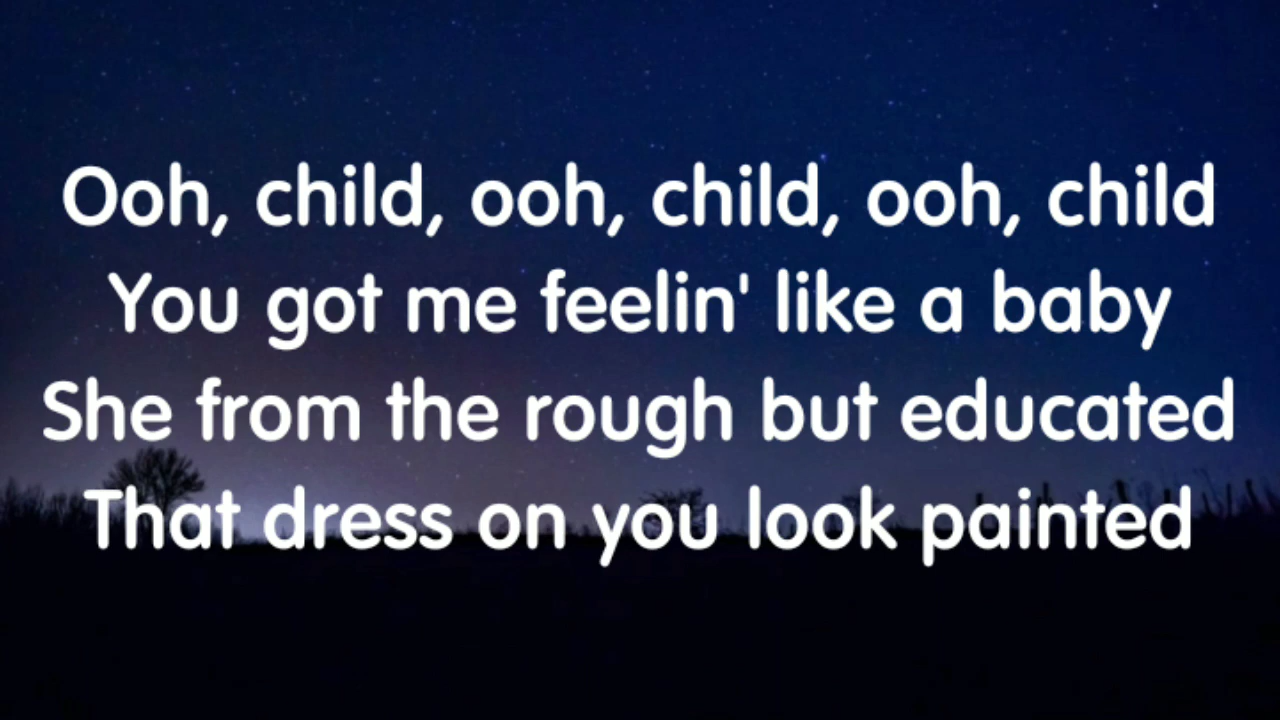 Ooh, child, ooh, child, ooh, child
You got me feelin' like a baby
She from the rough but educated
That dress on you look painted